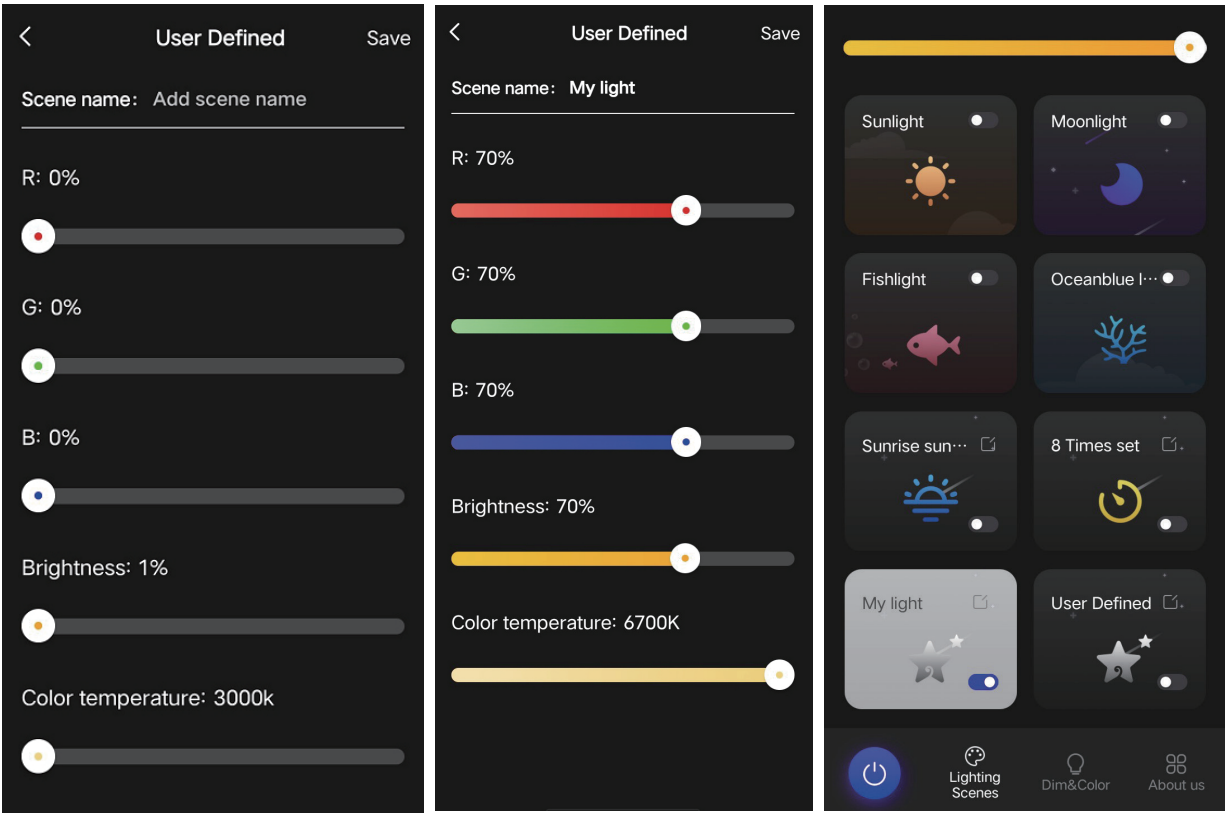 User Defined
Save
Scene name: Add scene name
R: 0%
G: 0%
B: 0%
Brightness: 1%
Color temperature: 3000k
User Defined
Save
Scene name: My light
R: 70%
G: 70%
B: 70%
Brightness: 70%
Color temperature: 6700K
Sunlight
Moonlight
Fishlight
Oceanblue l···
Sunrise sun···
8 Times set
My light
User Defined
Lighting
Scenes
Dim&Color
About us